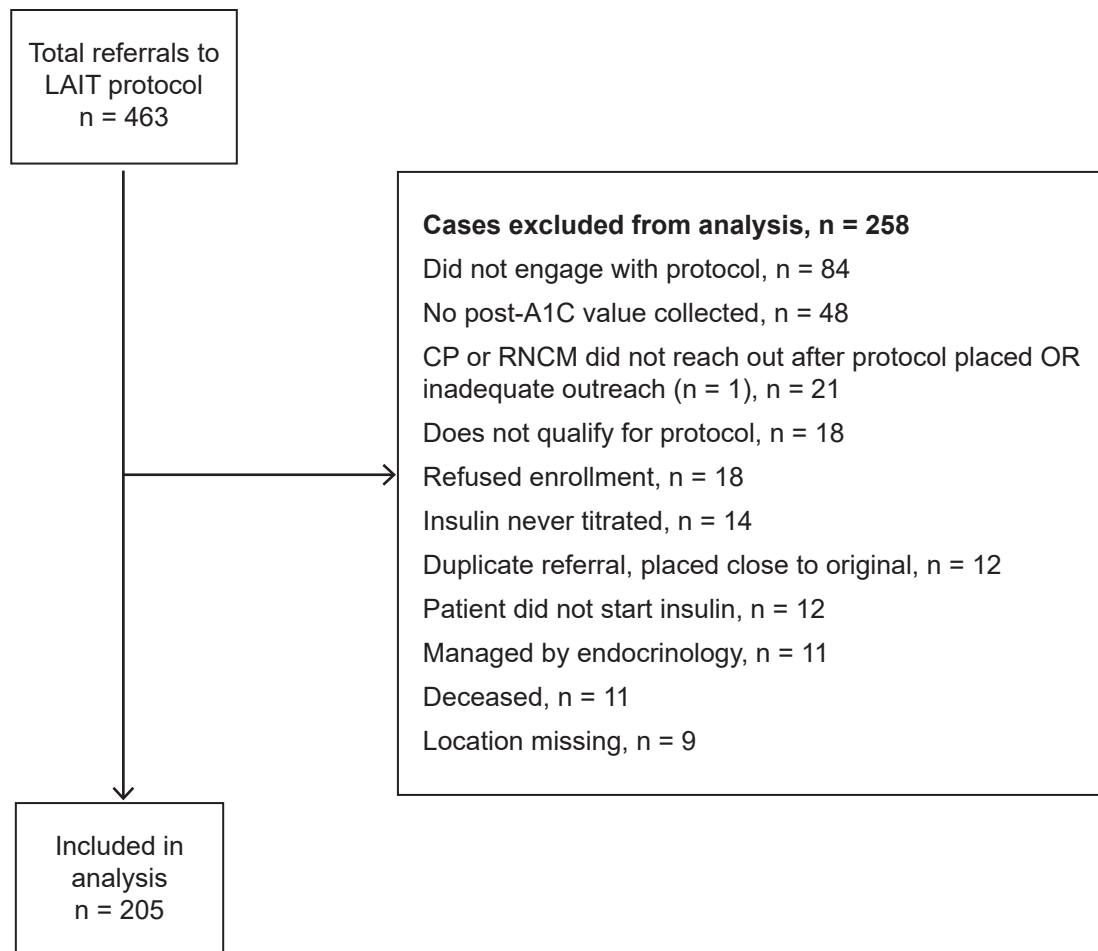 Total referrals to
LAIT protocol
n = 463
Cases excluded from analysis, n = 258
Did not engage with protocol, n = 84
No post-A1C value collected, n = 48
CP or RNCM did not reach out after protocol placed OR
inadequate outreach (n = 1), n = 21
Does not qualify for protocol, n = 18
Refused enrollment, n = 18
Insulin never titrated, n = 14
Duplicate referral, placed close to original, n = 12
Patient did not start insulin, n = 12
Managed by endocrinology, n = 11
Deceased, n = 11
Location missing, n = 9
Included in
analysis
n = 205